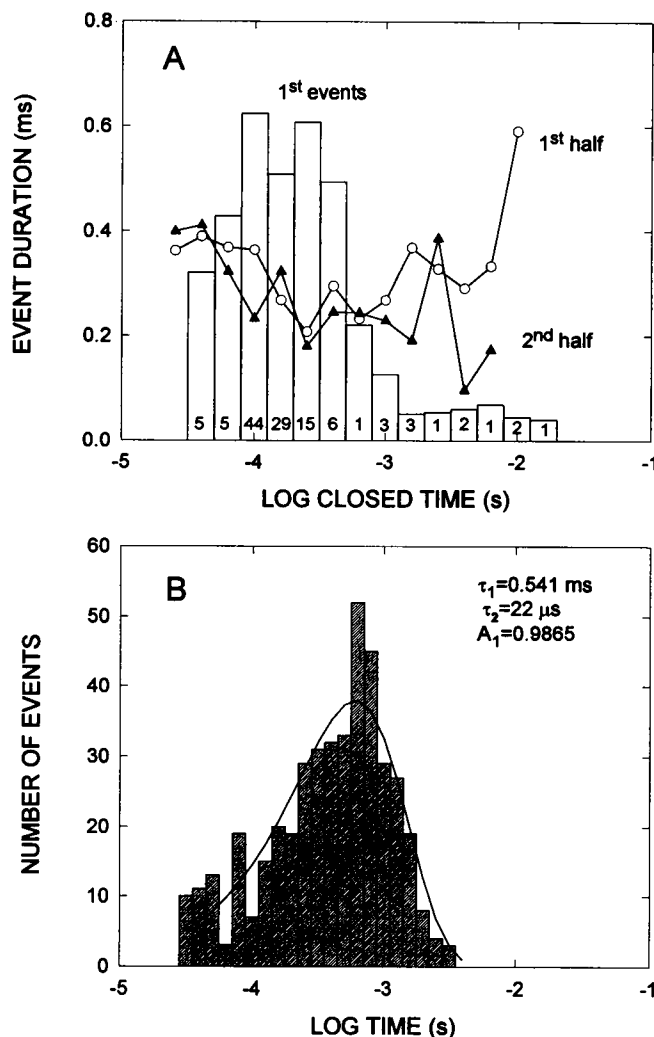 A
EVENT DURATION (ms)
0.8
0.6
0.4
0.2
0.0
1st events
1st half
2nd half
5 5 44 29 15 6 1 3 3 1 2 1 2 1
-5 -4 -3 -2 -1
LOG CLOSED TIME (s)
B
NUMBER OF EVENTS
60
50
40
30
20
10
0
τ1=0.541 ms
τ2=22 μs
A1=0.9865
-5 -4 -3 -2 -1
LOG TIME (s)